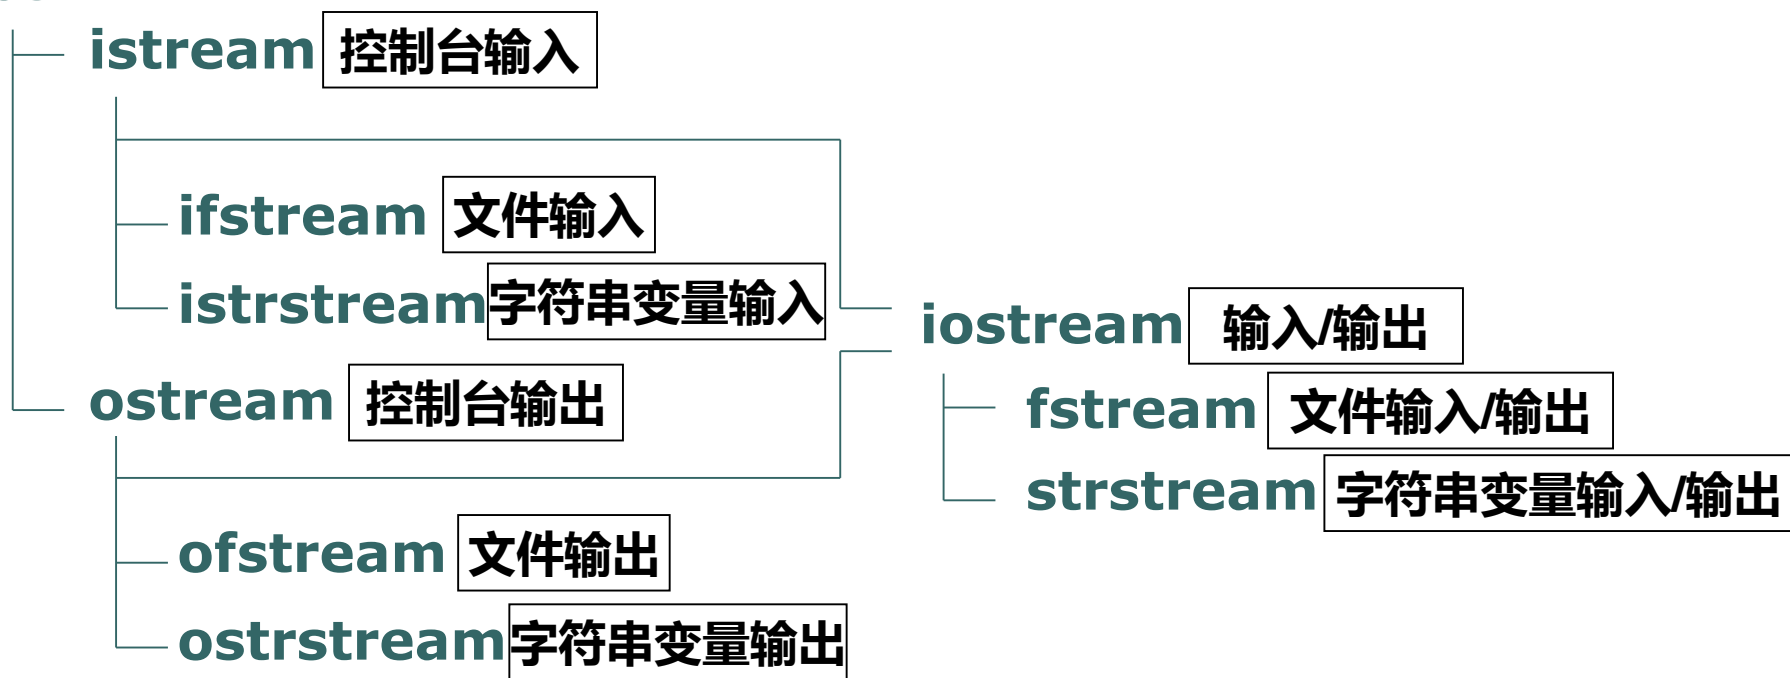 istream 控制台输入
ifstream 文件输入
istrstream 字符串变量输入
iostream 输入/输出
ostream 控制台输出
fstream 文件输入/输出
strstream 字符串变量输入/输出
ofstream 文件输出
ostrstream 字符串变量输出